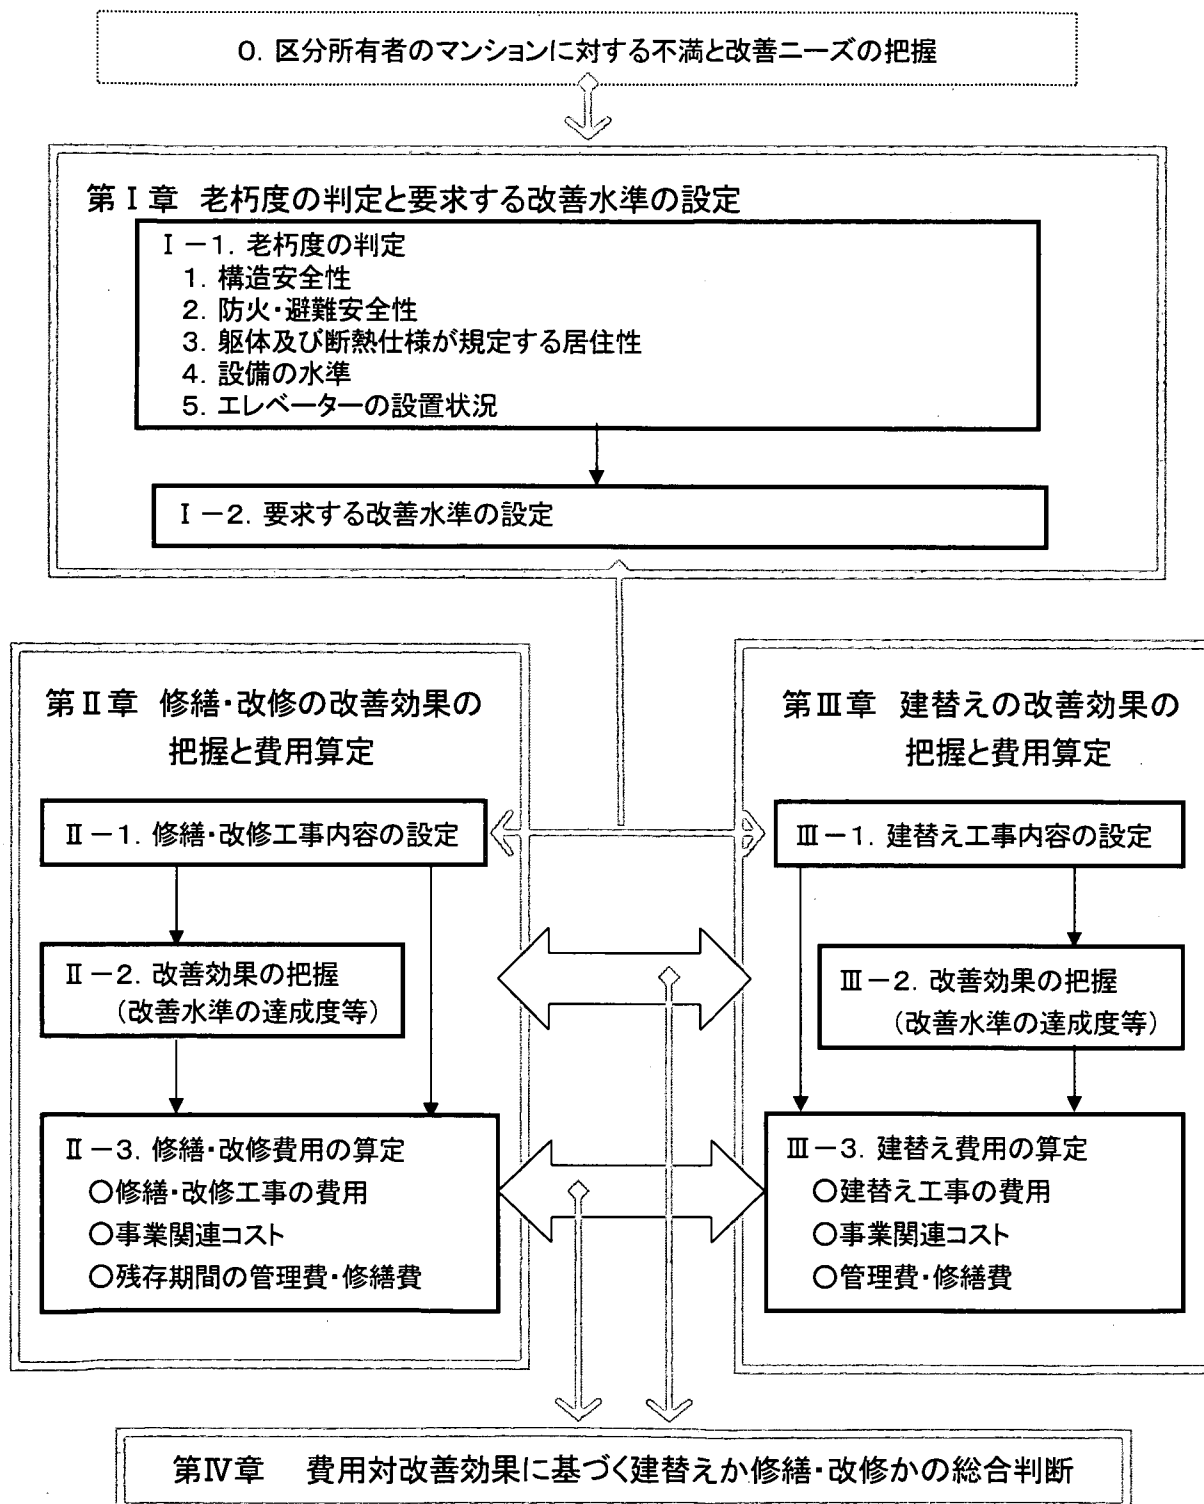 ０．区分所有者のマンションに対する不満と改善ニーズの把握
第Ⅰ章 老朽度の判定と要求する改善水準の設定
Ⅰ－１．老朽度の判定
１．構造安全性
２．防火・避難安全性
３．躯体及び断熱仕様が規定する居住性
４．設備の水準
５．エレベーターの設置状況
Ⅰ－２．要求する改善水準の設定
第Ⅱ章 修繕・改修の改善効果の
把握と費用算定
Ⅱ－１．修繕・改修工事内容の設定
Ⅱ－２．改善効果の把握
（改善水準の達成度等）
Ⅱ－３．修繕・改修費用の算定
○修繕・改修工事の費用
○事業関連コスト
○残存期間の管理費・修繕費
第Ⅲ章 建替えの改善効果の
把握と費用算定
Ⅲ－１．建替え工事内容の設定
Ⅲ－２．改善効果の把握
（改善水準の達成度等）
Ⅲ－３．建替え費用の算定
○建替え工事の費用
○事業関連コスト
○管理費・修繕費
第Ⅳ章 費用対改善効果に基づく建替えか修繕・改修かの総合判断